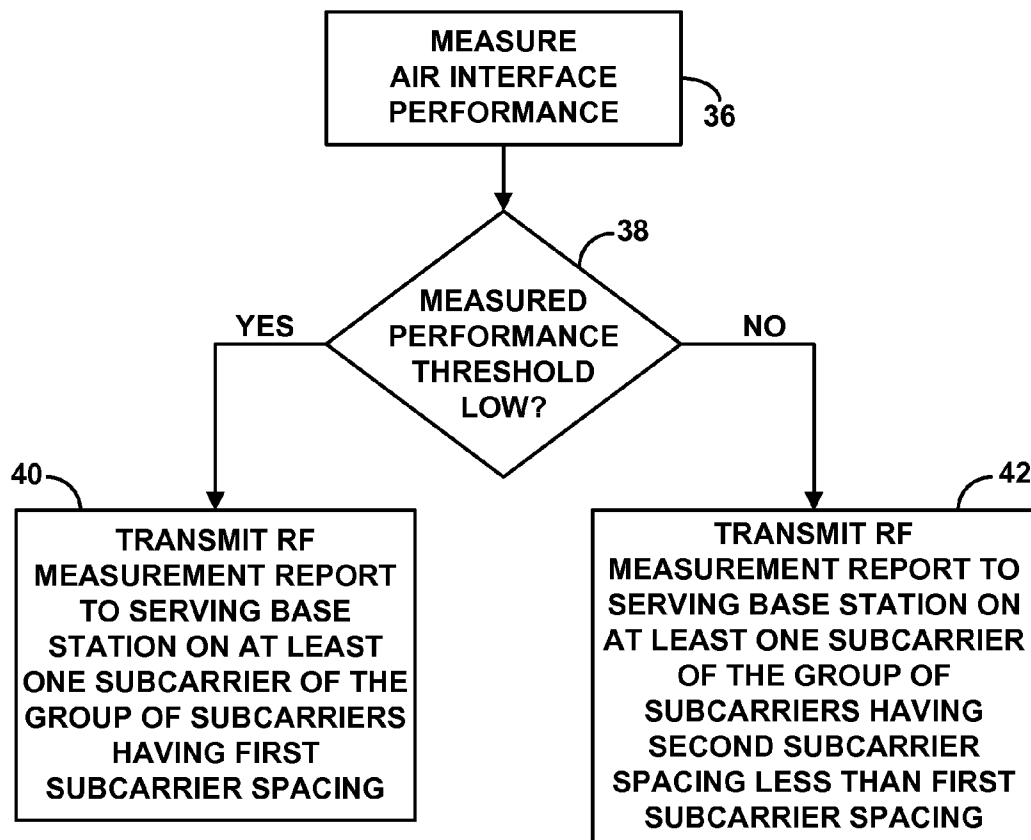 MEASURE
AIR INTERFACE
PERFORMANCE
36
38
MEASURED
PERFORMANCE
THRESHOLD
LOW?
YES
NO
40
TRANSMIT RF
MEASUREMENT REPORT
TO SERVING BASE
STATION ON AT LEAST
ONE SUBCARRIER OF THE
GROUP OF SUBCARRIERS
HAVING FIRST
SUBCARRIER SPACING
42
TRANSMIT RF
MEASUREMENT REPORT TO
SERVING BASE STATION ON
AT LEAST ONE SUBCARRIER
OF THE GROUP OF
SUBCARRIERS HAVING
SECOND SUBCARRIER
SPACING LESS THAN FIRST
SUBCARRIER SPACING